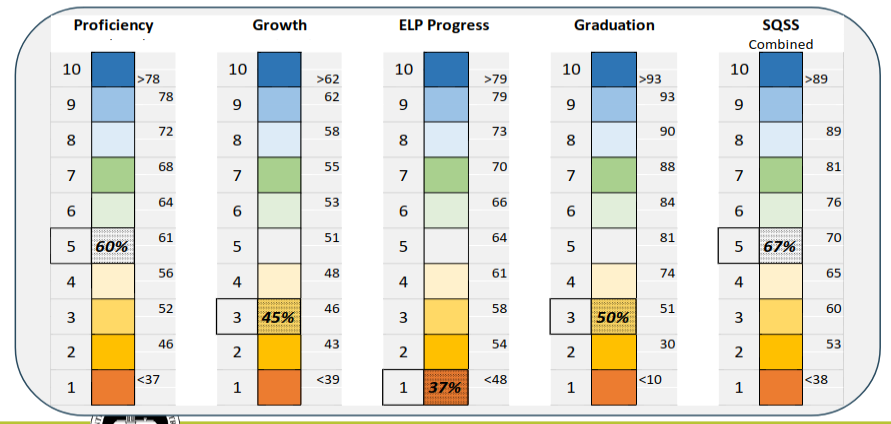 Proficiency Growth ELP Progress Graduation SQSS
Combined
10 >78 10 >62 10 >79 10 >93 10 >89
9 78 9 62 9 79 9 93 9
8 72 8 58 8 73 8 90 8 89
7 68 7 55 7 70 7 88 7 81
6 64 6 53 6 66 6 84 6 76
5 60% 61 5 51 5 64 5 81 5 67% 70
4 56 4 48 4 61 4 74 4 65
3 52 3 45% 46 3 58 3 50% 51 3 60
2 46 2 43 2 54 2 30 2 53
1 <37 1 <39 1 37% <48 1 <10 1 <38